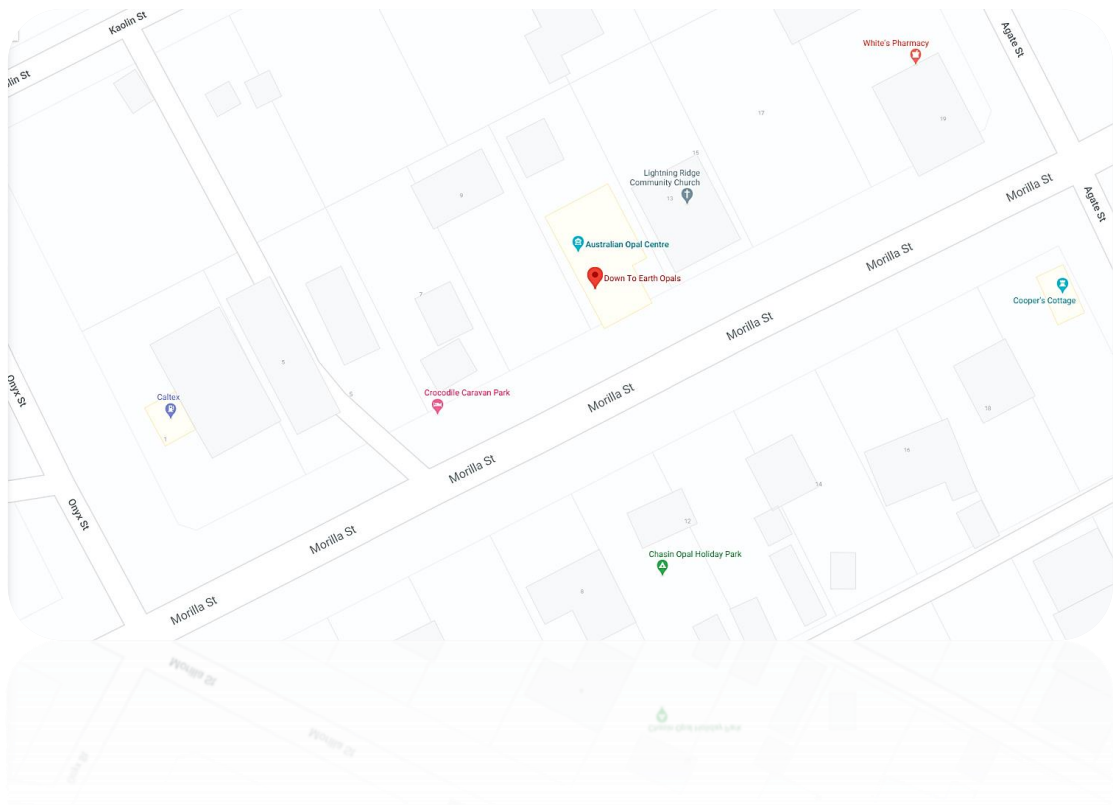 Kaolin St
White's Pharmacy
Agate St
lin St
17
19
15
Lightning Ridge
Community Church
13
9
Morilla St
Agate St
Australian Opal Centre
Morilla St
Down To Earth Opals
Cooper's Cottage
7
Morilla St
3
Onyx St
5
Crocodile Caravan Park
Morilla St
Caltex
1
18
16
Morilla St
14
Onyx St
12
Morilla St
Chasin Opal Holiday Park
8
Morilla St